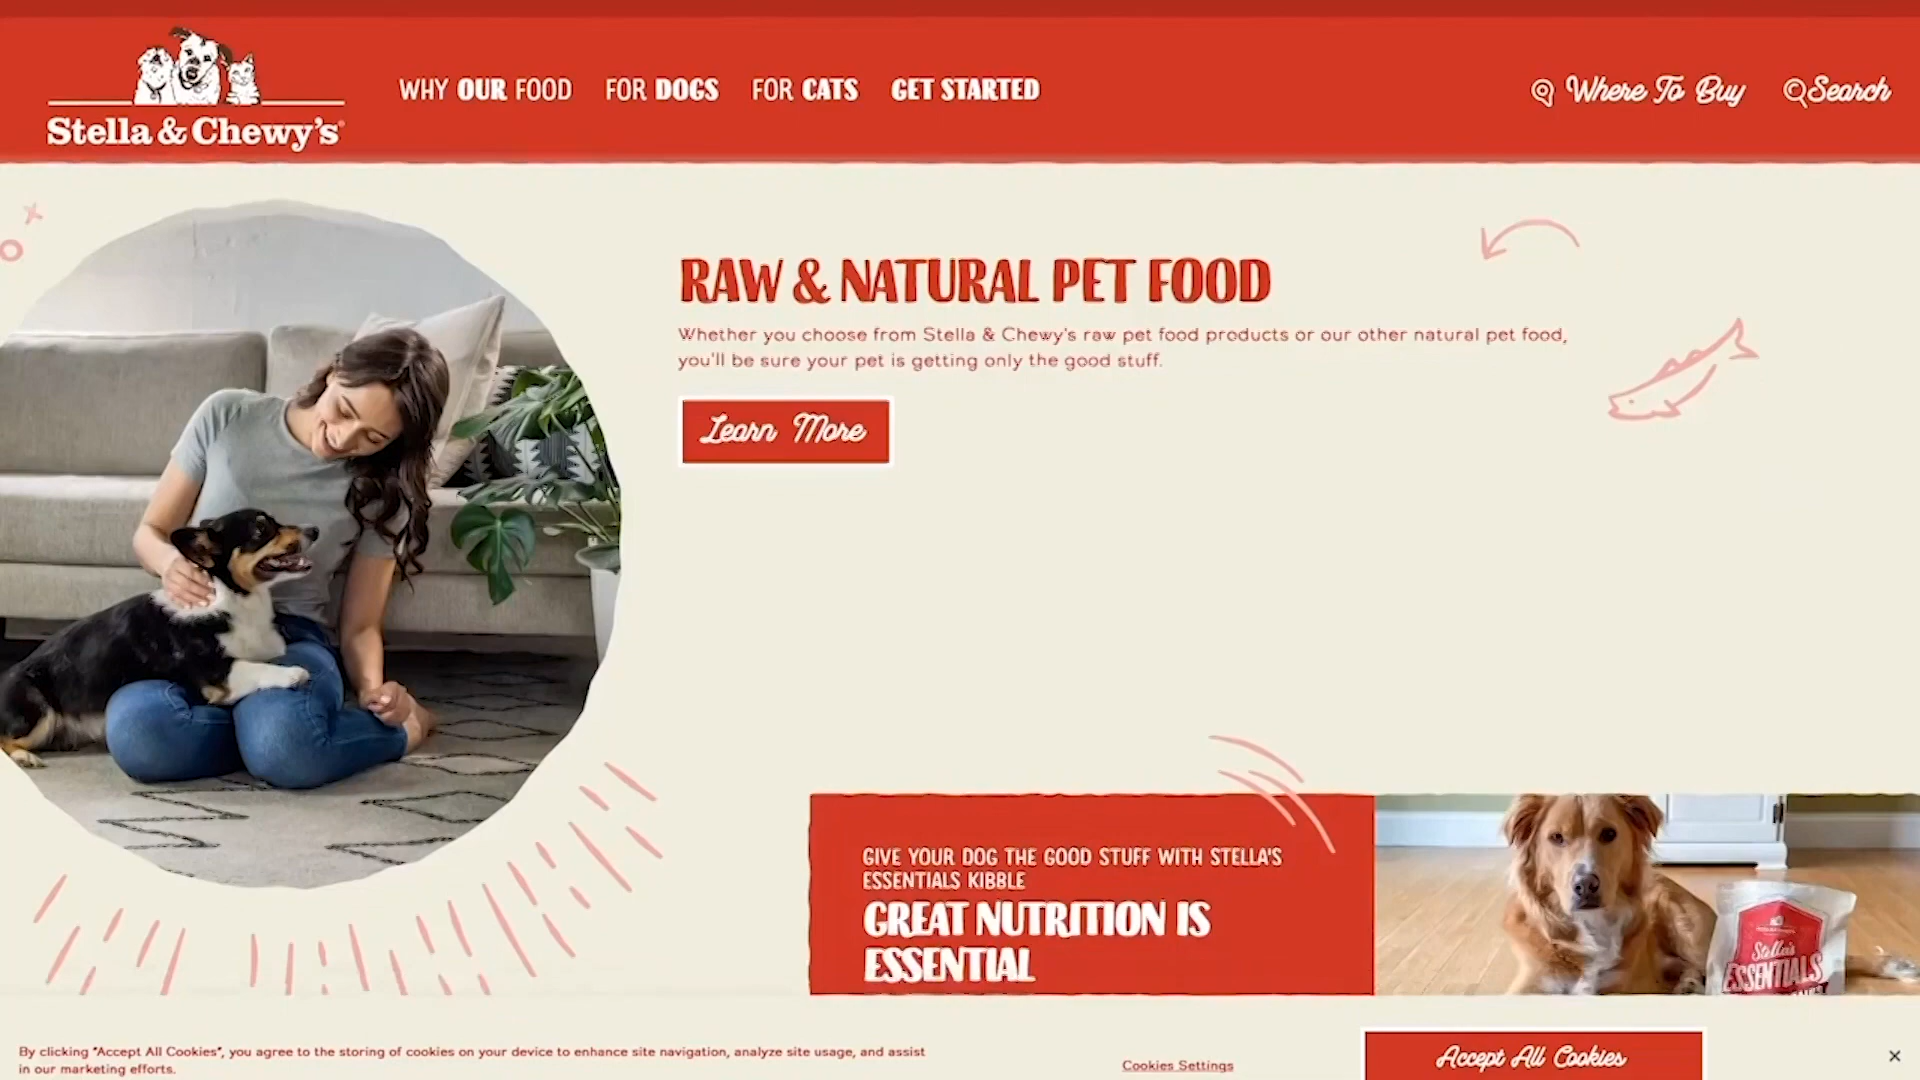 Stella & Chewy's
WHY OUR FOOD
FOR DOGS
FOR CATS
GET STARTED
Where To Buy
Search
RAW & NATURAL PET FOOD
Whether you choose from Stella & Chewy's raw pet food products or our other natural pet food,
you'll be sure your pet is getting only the good stuff.
Learn More
GIVE YOUR DOG THE GOOD STUFF WITH STELLA'S
ESSENTIALS KIBBLE
GREAT NUTRITION IS
ESSENTIAL
Stella's
ESSENTIALS
By clicking "Accept All Cookies", you agree to the storing of cookies on your device to enhance site navigation, analyze site usage, and assist
in our marketing efforts.
Cookies Settings
Accept All Cookies